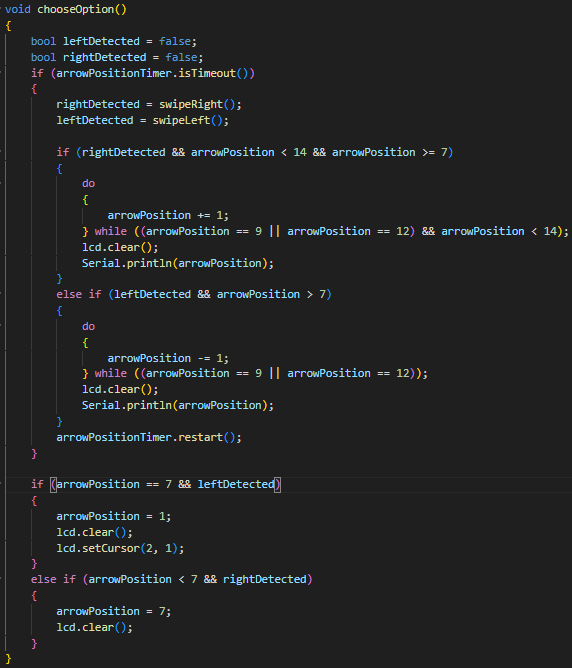 void chooseOption()
{
    bool leftDetected = false;
    bool rightDetected = false;
    if (arrowPositionTimer.isTimeout())
    {
        rightDetected = swipeRight();
        leftDetected = swipeLeft();

        if (rightDetected && arrowPosition < 14 && arrowPosition >= 7)
        {
            do
            {
                arrowPosition += 1;
            } while ((arrowPosition == 9 || arrowPosition == 12) && arrowPosition < 14);
            lcd.clear();
            Serial.println(arrowPosition);
        }
        else if (leftDetected && arrowPosition > 7)
        {
            do
            {
                arrowPosition -= 1;
            } while ((arrowPosition == 9 || arrowPosition == 12));
            lcd.clear();
            Serial.println(arrowPosition);
        }
        arrowPositionTimer.restart();
    }

    if (arrowPosition == 7 && leftDetected)
    {
        arrowPosition = 1;
        lcd.clear();
        lcd.setCursor(2, 1);
    }
    else if (arrowPosition < 7 && rightDetected)
    {
        arrowPosition = 7;
        lcd.clear();
    }
}